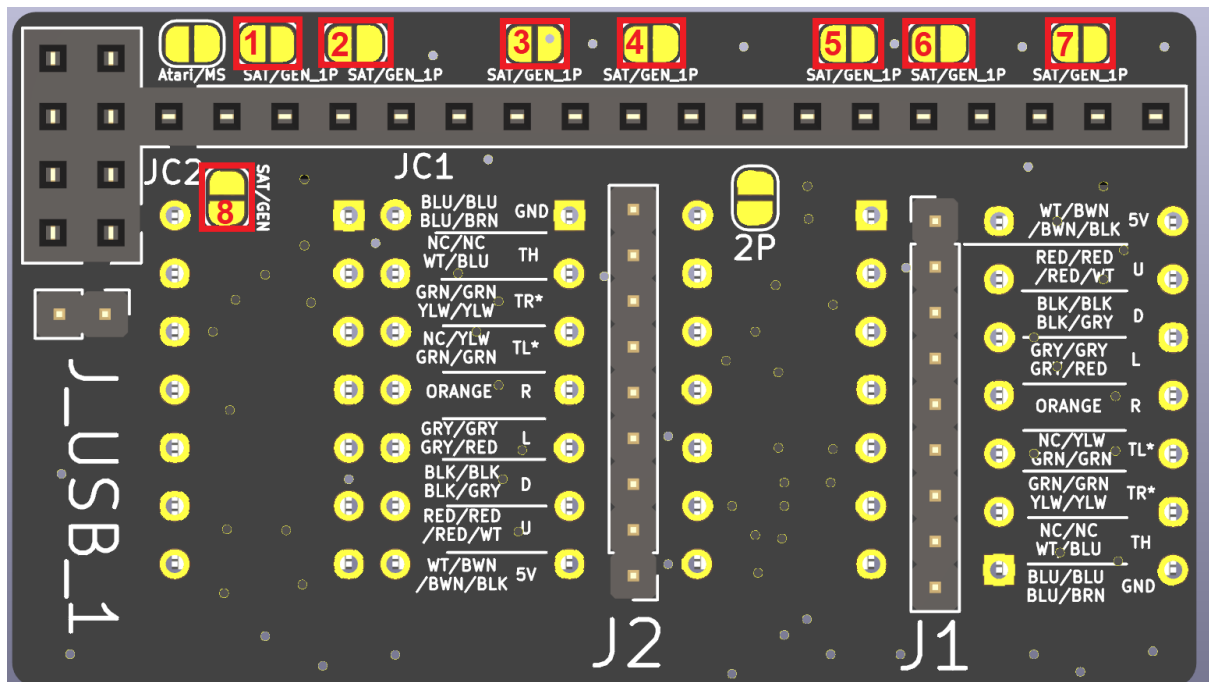 1
2
3
4
5
6
7
Atari/MS
SAT/GEN_1P
SAT/GEN_1P
SAT/GEN_1P
SAT/GEN_1P
SAT/GEN_1P
SAT/GEN_1P
SAT/GEN_1P
JC2
8
SAT/GEN
JC1
2P
BLU/BLU
BLU/BRN
GND
NC/NC
WT/BLU
TH
GRN/GRN
YLW/YLW
TR*
NC/YLW
GRN/GRN
TL*
ORANGE R
GRY/GRY
GRY/RED
L
BLK/BLK
BLK/GRY
D
RED/RED
/RED/WT
U
WT/BWN
/BWN/BLK
5V
WT/BWN
/BWN/BLK
5V
RED/RED
/RED/WT
U
BLK/BLK
BLK/GRY
D
GRY/GRY
GRY/RED
L
ORANGE R
NC/YLW
GRN/GRN
TL*
GRN/GRN
YLW/YLW
TR*
NC/NC
WT/BLU
TH
BLU/BLU
BLU/BRN
GND
J_USB_1
J2
J1